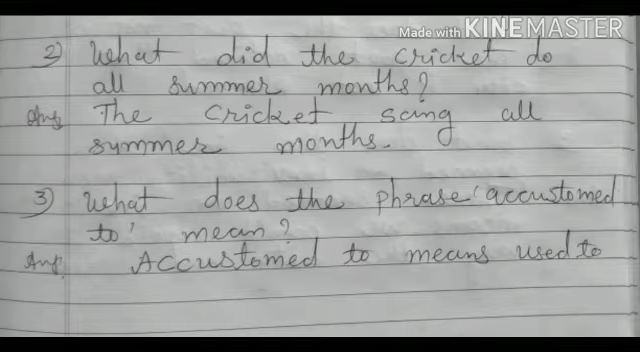 Made with KINEMASTER
2) What did the cricket do
all summer months?
Ans The cricket sang all
summer months.
3) What does the phrase 'accustomed
to' mean?
Ans. Accustomed to means used to